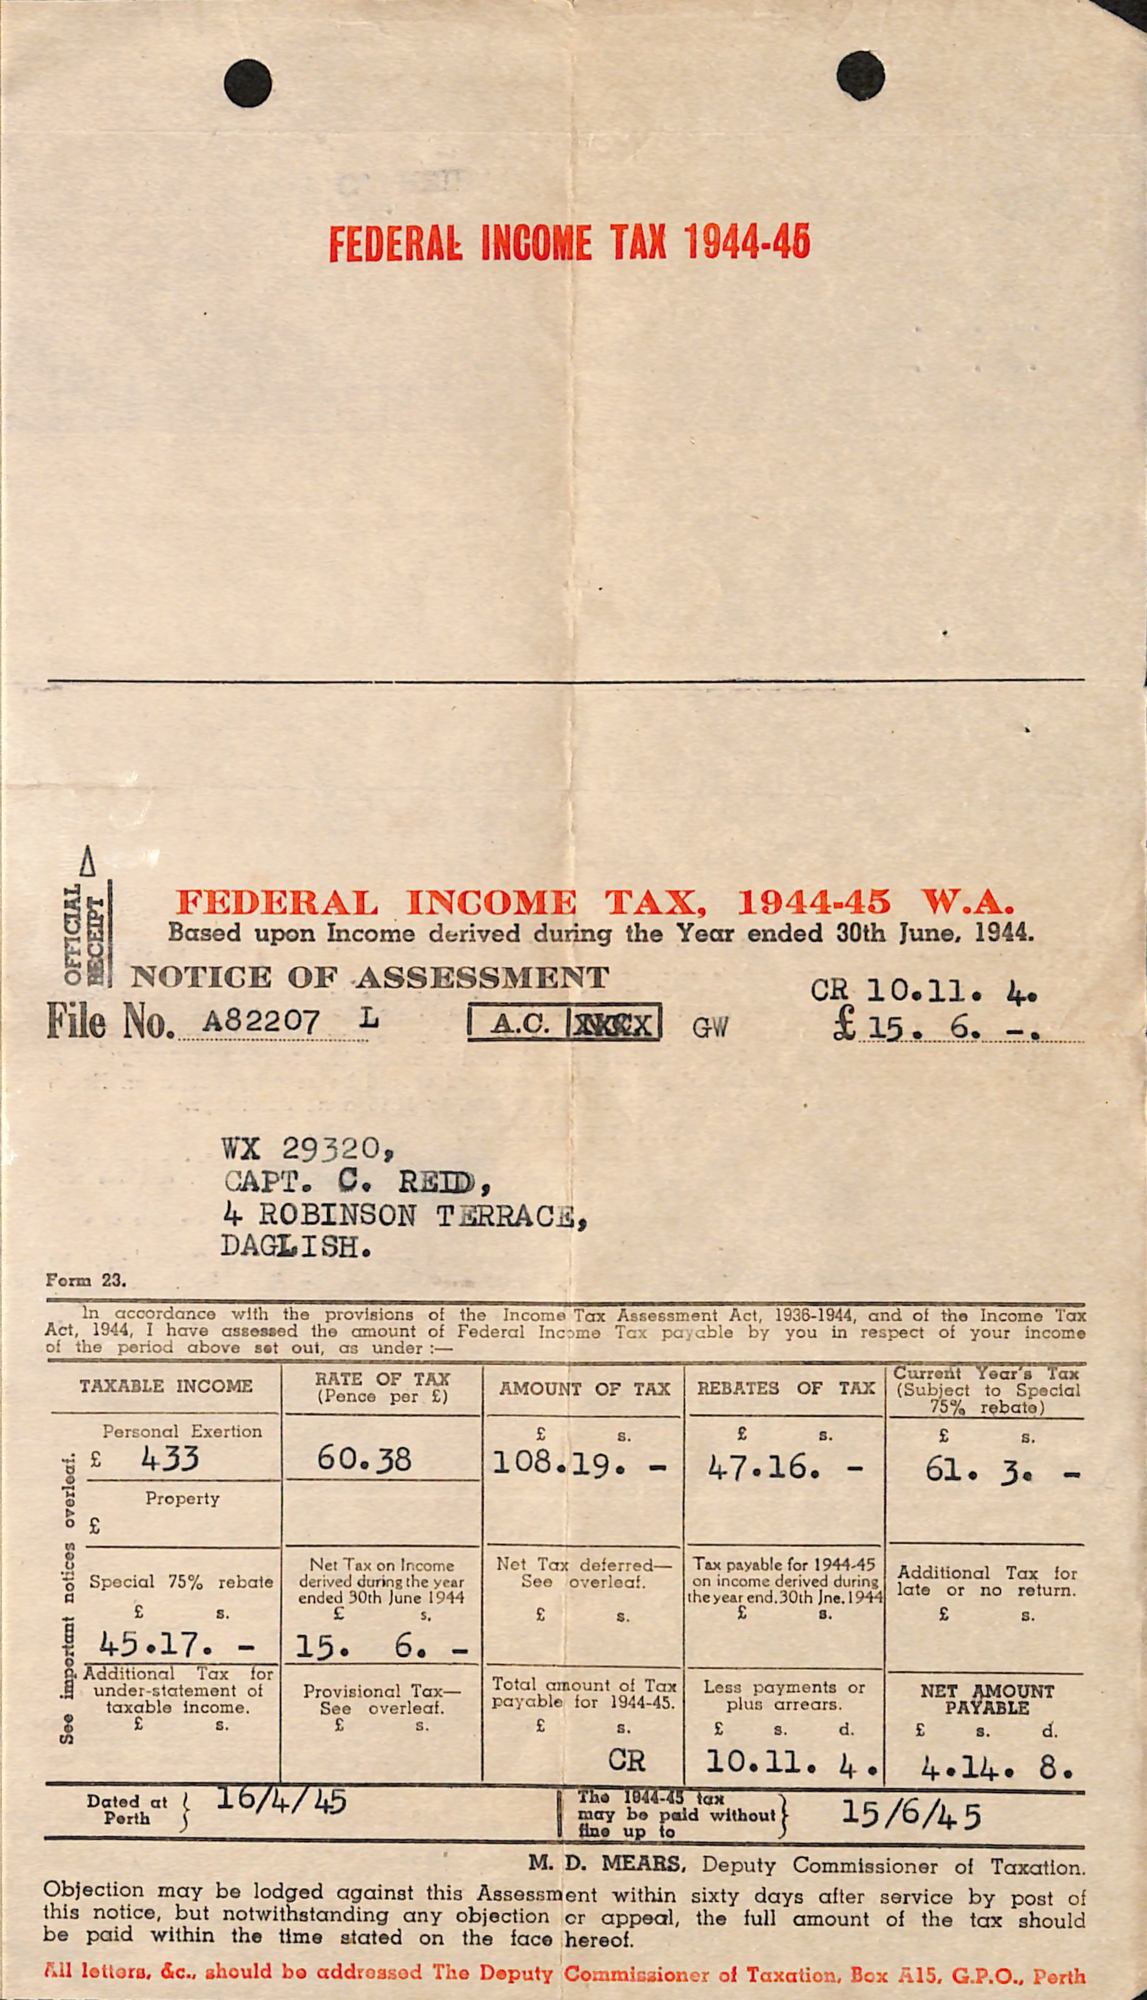 FEDERAL INCOME TAX 1944-45
OFFICIAL
RECEIPT
FEDERAL INCOME TAX, 1944-45 W.A.
Based upon Income derived during the Year ended 30th June, 1944.
NOTICE OF ASSESSMENT
CR 10.11. 4.
File No. A82207 L
A.C.
GW
£ 15. 6. -.
WX 29320,
CAPT. C. REID,
4 ROBINSON TERRACE,
DAGLISH.
Form 23.
In accordance with the provisions of the Income Tax Assessment Act, 1936-1944, and of the Income Tax
Act, 1944, I have assessed the amount of Federal Income Tax payable by you in respect of your income
of the period above set out, as under :—
See important notices overleaf.
TAXABLE INCOME
RATE OF TAX
(Pence per £)
AMOUNT OF TAX
REBATES OF TAX
Current Year's Tax
(Subject to Special
75% rebate)
Personal Exertion
£ 433
60.38
£ s.
108.19. -
£ s.
47.16. -
£ s.
61. 3. -
Property
£
Special 75% rebate
£ s.
45.17. -
Net Tax on Income
derived during the year
ended 30th June 1944
£ s.
15. 6. -
Net Tax deferred—
See overleaf.
£ s.
Tax payable for 1944-45
on income derived during
the year end. 30th Jne. 1944
£ s.
Additional Tax for
late or no return.
£ s.
Additional Tax for
under-statement of
taxable income.
£ s.
Provisional Tax—
See overleaf.
£ s.
Total amount of Tax
payable for 1944-45.
£ s.
CR
Less payments or
plus arrears.
£ s. d.
10.11. 4.
NET AMOUNT
PAYABLE
£ s. d.
4.14. 8.
Dated at
Perth
16/4/45
The 1944-45 tax
may be paid without
fine up to
15/6/45
M. D. MEARS, Deputy Commissioner of Taxation.
Objection may be lodged against this Assessment within sixty days after service by post of
this notice, but notwithstanding any objection or appeal, the full amount of the tax should
be paid within the time stated on the face hereof.
All letters, &c., should be addressed The Deputy Commissioner of Taxation, Box A15, G.P.O., Perth